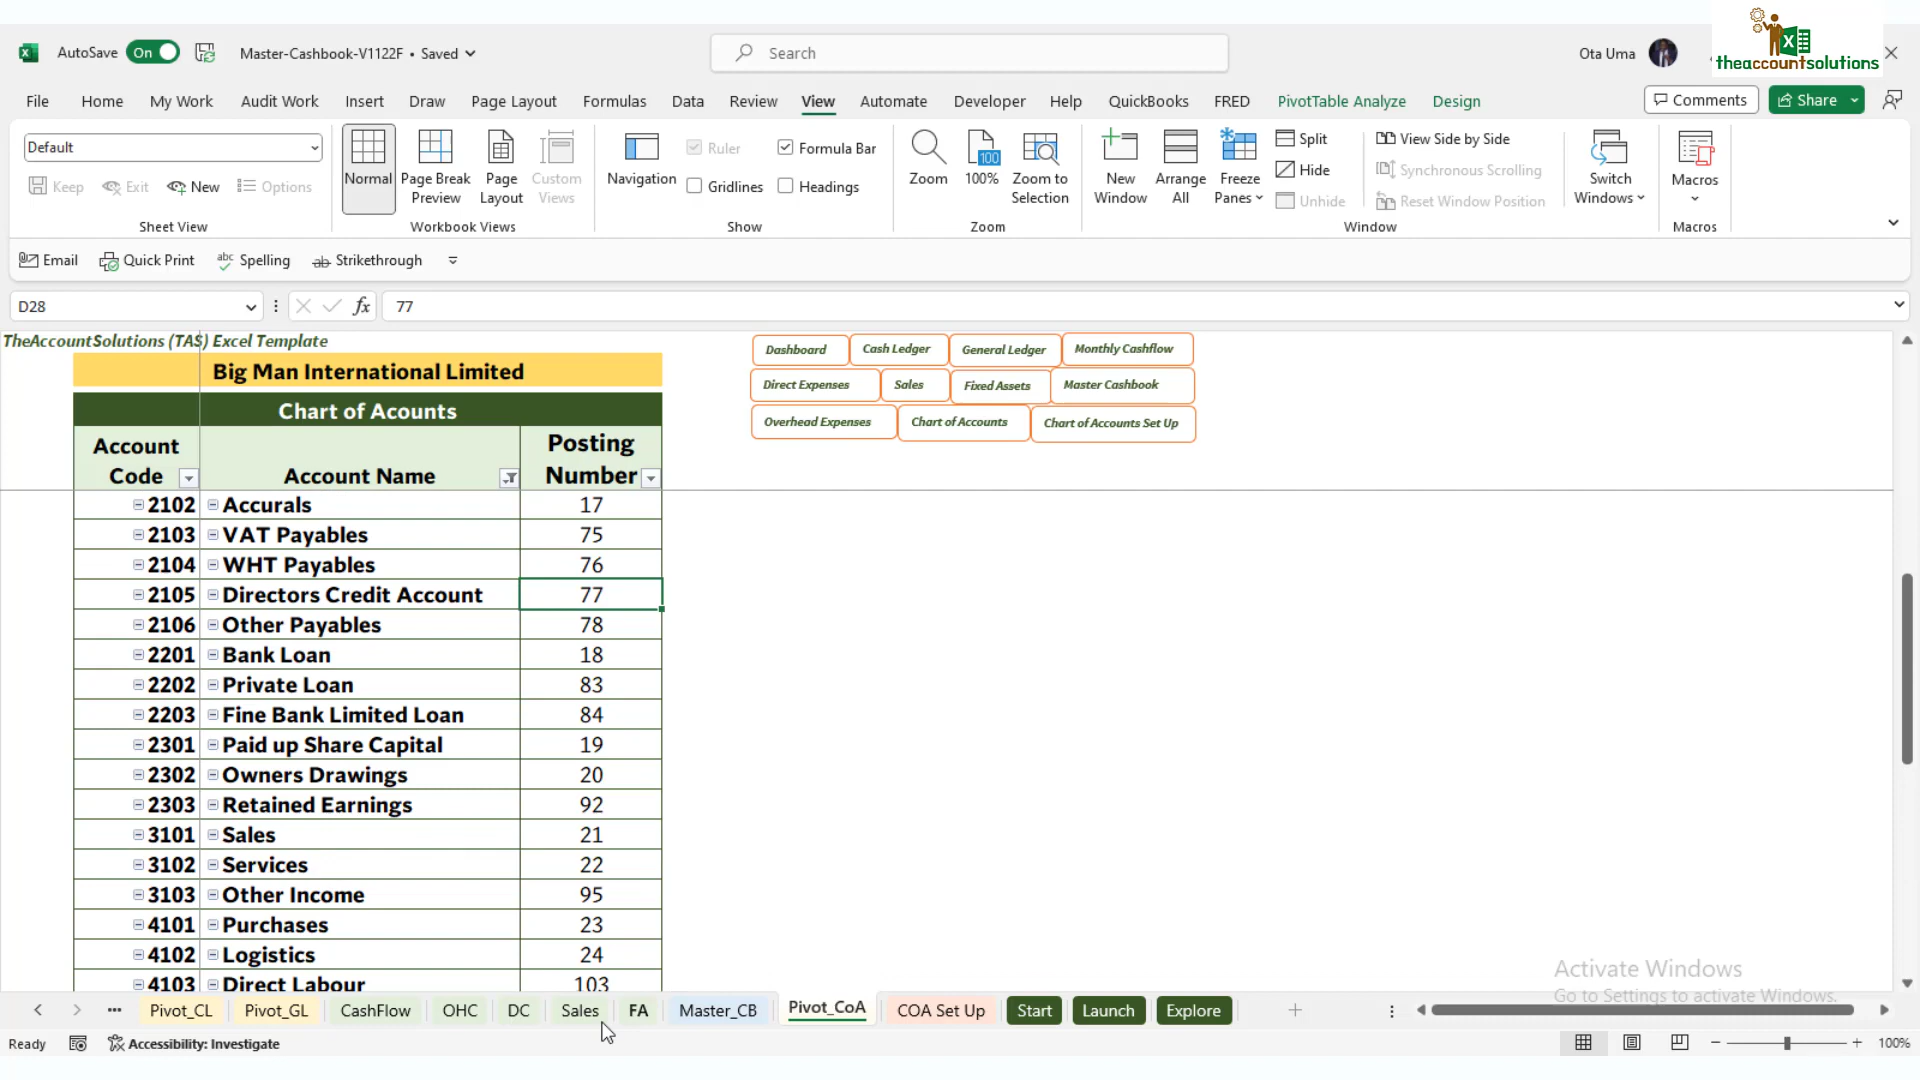 AutoSave On Master-Cashbook-V1122F • Saved Search Ota Uma
theaccountsolutions
File Home My Work Audit Work Insert Draw Page Layout Formulas Data Review View Automate Developer Help QuickBooks FRED PivotTable Analyze Design Comments Share
Default
Keep Exit New Options
Sheet View
Normal Page Break Preview Page Layout Custom Views
Workbook Views
Navigation Ruler Formula Bar
Gridlines Headings
Show
Zoom 100 100% Zoom to Selection
Zoom
New Window Arrange All Freeze Panes Split
Hide
Unhide
View Side by Side
Synchronous Scrolling
Reset Window Position
Switch Windows
Window
Macros
Macros
Email Quick Print abc Spelling ab Strikethrough
D28 fx 77
TheAccountSolutions (TAS) Excel Template
Big Man International Limited
Chart of Acounts
Account Code Account Name Posting Number
2102 Accurals 17
2103 VAT Payables 75
2104 WHT Payables 76
2105 Directors Credit Account 77
2106 Other Payables 78
2201 Bank Loan 18
2202 Private Loan 83
2203 Fine Bank Limited Loan 84
2301 Paid up Share Capital 19
2302 Owners Drawings 20
2303 Retained Earnings 92
3101 Sales 21
3102 Services 22
3103 Other Income 95
4101 Purchases 23
4102 Logistics 24
4103 Direct Labour 103
Dashboard Cash Ledger General Ledger Monthly Cashflow
Direct Expenses Sales Fixed Assets Master Cashbook
Overhead Expenses Chart of Accounts Chart of Accounts Set Up
Activate Windows
Go to Settings to activate Windows.
Pivot_CL Pivot_GL CashFlow OHC DC Sales FA Master_CB Pivot_CoA COA Set Up Start Launch Explore
Ready Accessibility: Investigate 100%